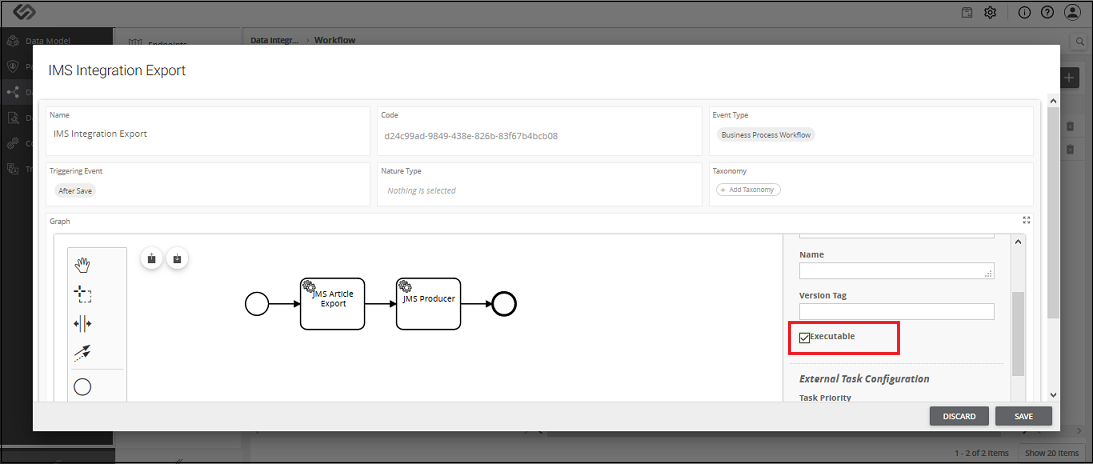 Data Model
Endpoints
Data Integr...
Workflow
IMS Integration Export
Name
IMS Integration Export
Code
d24c99ad-9849-438e-826b-83f67b4bcb08
Event Type
Business Process Workflow
Triggering Event
After Save
Nature Type
Nothing is selected
Taxonomy
+ Add Taxonomy
Graph
JMS Article
Export
JMS Producer
Name
Version Tag
Executable
External Task Configuration
Task Priority
DISCARD
SAVE
1 - 2 of 2 Items
Show 20 Items